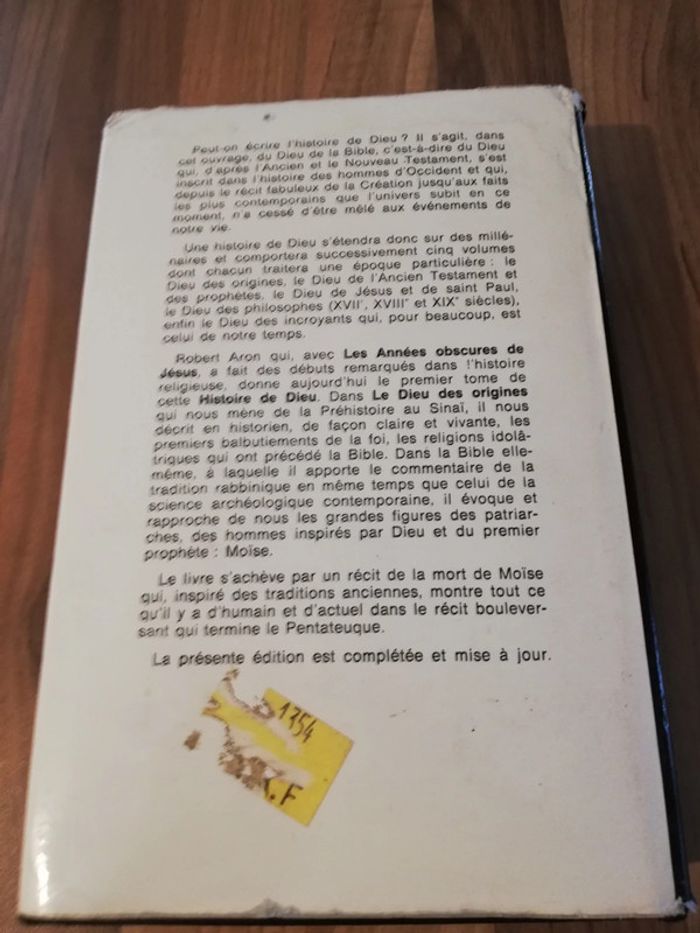 Peut-on écrire l'histoire de Dieu ? Il s'agit, dans
cet ouvrage, du Dieu de la Bible, c'est-à-dire du Dieu
qui, d'après l'Ancien et le Nouveau Testament, s'est
inscrit dans l'histoire des hommes d'Occident et qui,
depuis le récit fabuleux de la Création jusqu'aux faits
les plus contemporains que l'univers subit en ce
moment, n'a cessé d'être mêlé aux événements de
notre vie.
Une histoire de Dieu s'étendra donc sur des millé-
naires et comportera successivement cinq volumes
dont chacun traitera une époque particulière : le
Dieu des origines, le Dieu de l'Ancien Testament et
des prophètes, le Dieu de Jésus et de saint Paul,
le Dieu des philosophes (XVII°, XVIII° et XIX° siècles),
enfin le Dieu des incroyants qui, pour beaucoup, est
celui de notre temps.
Robert Aron qui, avec Les Années obscures de
Jésus, a fait des débuts remarqués dans l'histoire
religieuse, donne aujourd'hui le premier tome de
cette Histoire de Dieu. Dans Le Dieu des origines
qui nous mène de la Préhistoire au Sinaï, il nous
décrit en historien, de façon claire et vivante, les
premiers balbutiements de la foi, les religions idolâ-
triques qui ont précédé la Bible. Dans la Bible elle-
même, à laquelle il apporte le commentaire de la
tradition rabbinique en même temps que celui de la
science archéologique contemporaine, il évoque et
rapproche de nous les grandes figures des patriar-
ches, des hommes inspirés par Dieu et du premier
prophète : Moïse.
Le livre s'achève par un récit de la mort de Moïse
qui, inspiré des traditions anciennes, montre tout ce
qu'il y a d'humain et d'actuel dans le récit boulever-
sant qui termine le Pentateuque.
La présente édition est complétée et mise à jour.
1354
.F